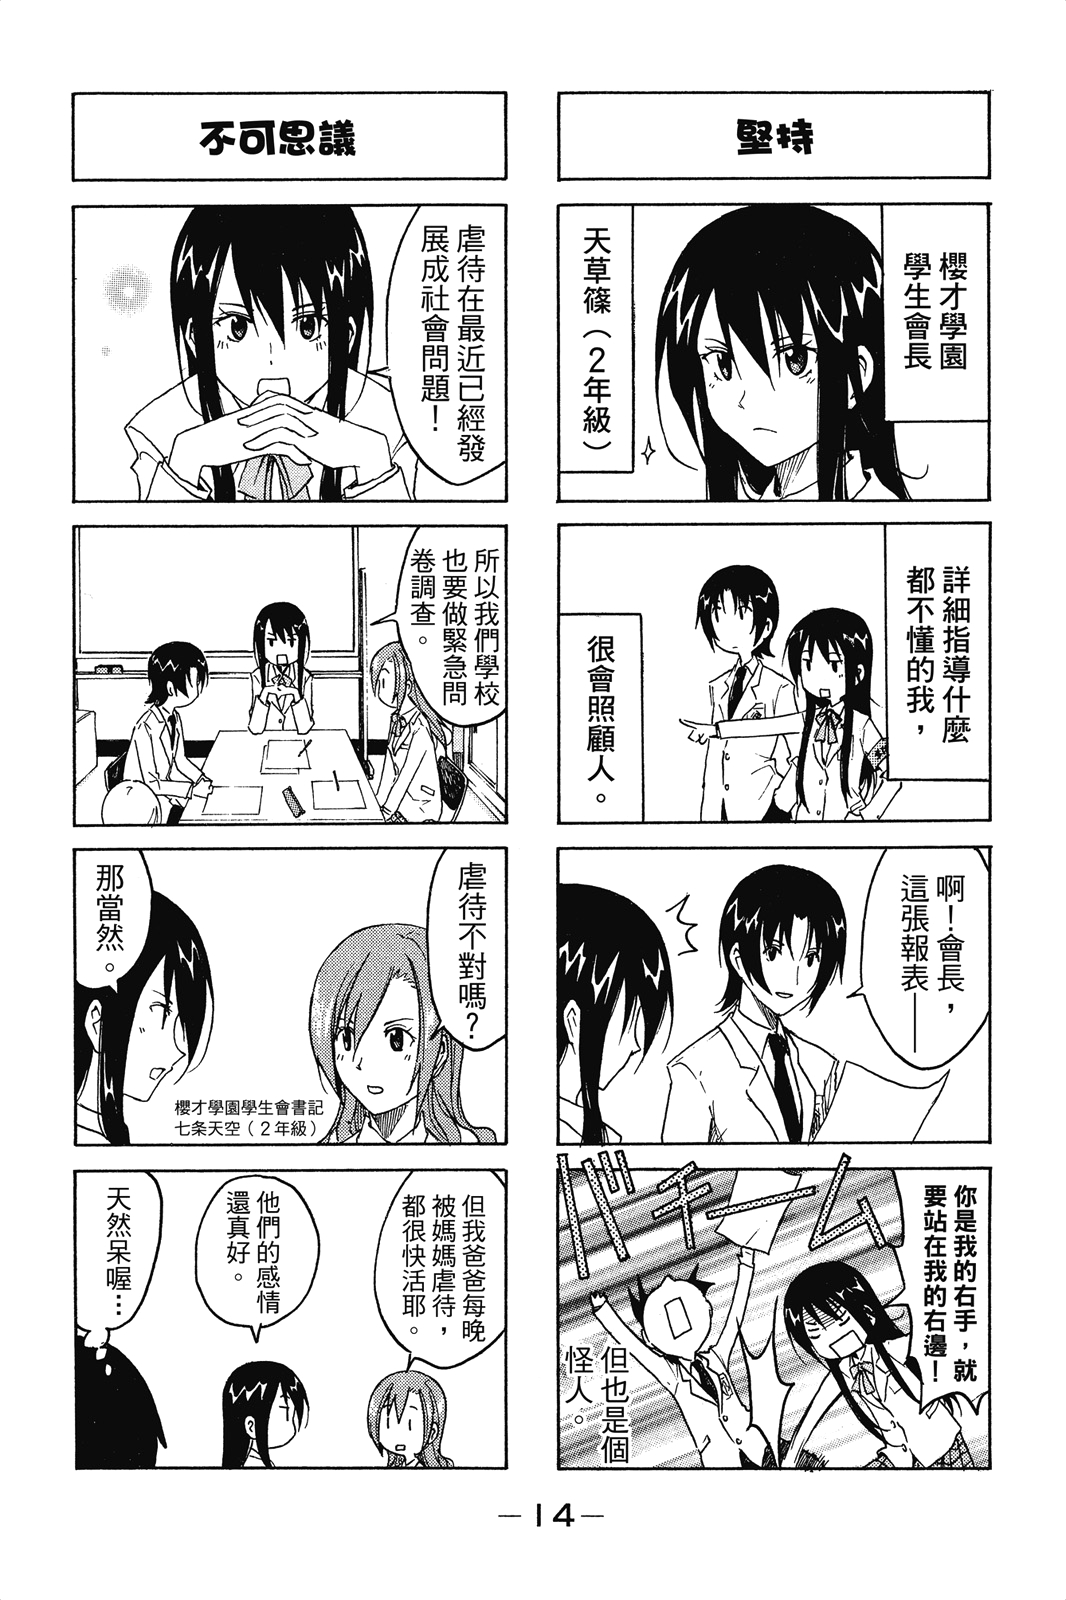 堅持
櫻才學園
學生會長
天草篠（2年級）
詳細指導什麼
都不懂的我，
很會照顧人。
啊！會長，
這張報表──
你是我的右手，就
要站在我的右邊！
バチーム
但也是個
怪人。
不可思議
虐待在最近已經發
展成社會問題！
所以我們學校
也要做緊急問
卷調查。
虐待不對嗎？
那當然。
櫻才學園學生會書記
七条天空（２年級）
但我爸爸每晚
被媽媽虐待，
都很快活耶。
他們的感情
還真好。
天然呆喔…
－14－